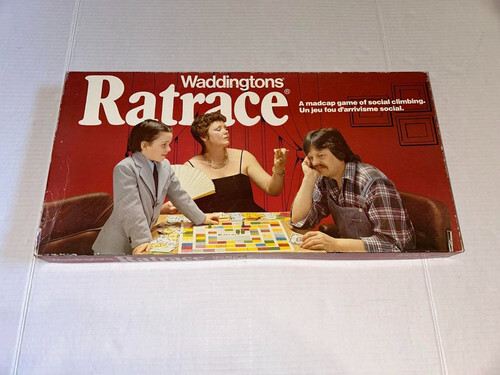 Waddingtons
Ratrace®
A madcap game of social climbing.
Un jeu fou d'arrivisme social.